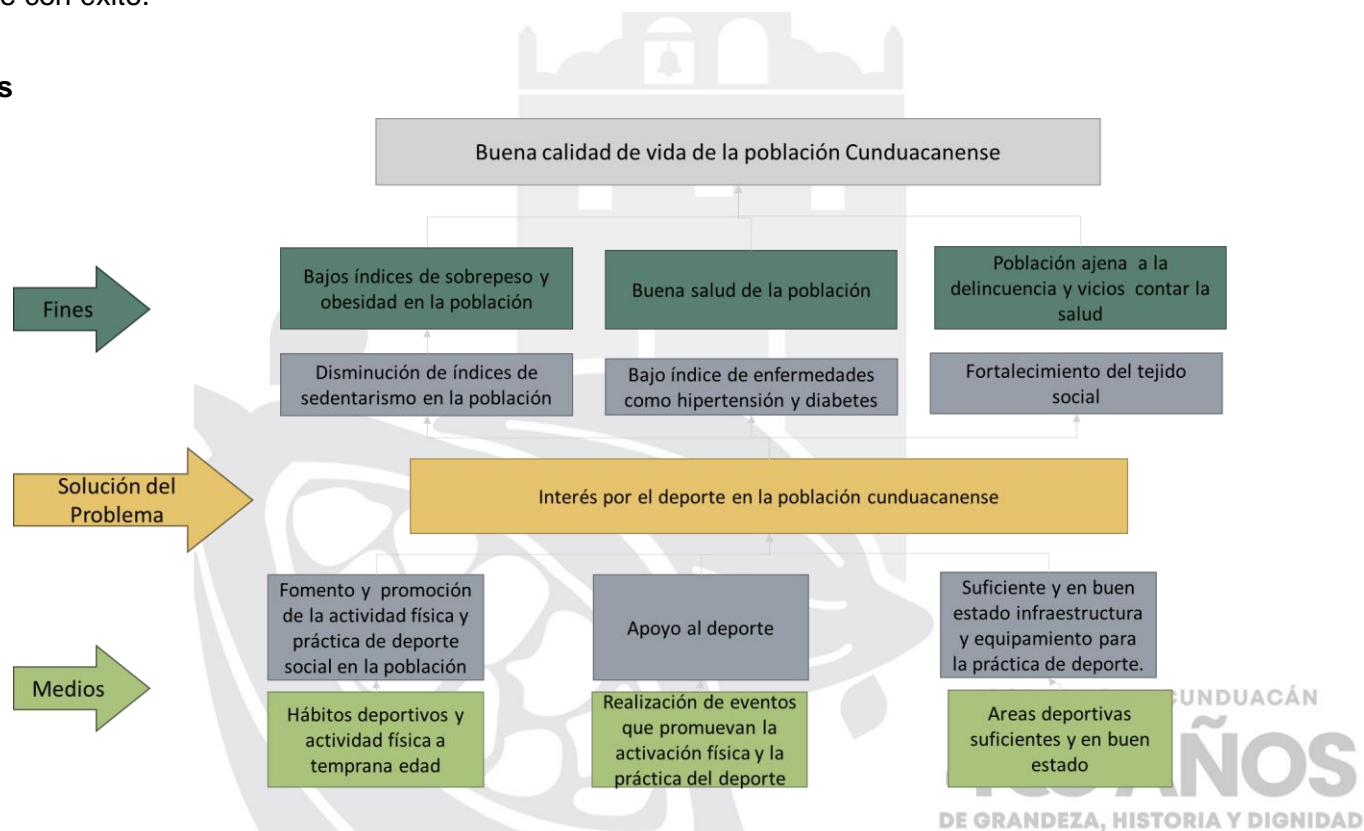 e con éxito.
s
Buena calidad de vida de la población Cunduacanense
Fines
Bajos índices de sobrepeso y
obesidad en la población
Buena salud de la población
Población ajena a la
delincuencia y vicios contar la
salud
Disminución de índices de
sedentarismo en la población
Bajo índice de enfermedades
como hipertensión y diabetes
Fortalecimiento del tejido
social
Solución del
Problema
Interés por el deporte en la población cunduacanense
Fomento y promoción
de la actividad física y
práctica de deporte
social en la población
Apoyo al deporte
Suficiente y en buen
estado infraestructura
y equipamiento para
la práctica de deporte.
Medios
Hábitos deportivos y
actividad física a
temprana edad
Realización de eventos
que promuevan la
activación física y la
práctica del deporte
Areas deportivas
suficientes y en buen
estado
CUNDUACÁN
AÑOS
DE GRANDEZA, HISTORIA Y DIGNIDAD